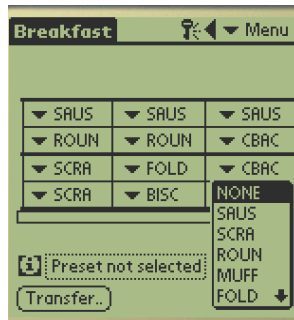 Breakfast Menu
SAUS SAUS SAUS
ROUN ROUN CBAC
SCRA FOLD CBAC
SCRA BISC NONE
SAUS
SCRA
ROUN
i Preset not selected MUFF
Transfer.. FOLD